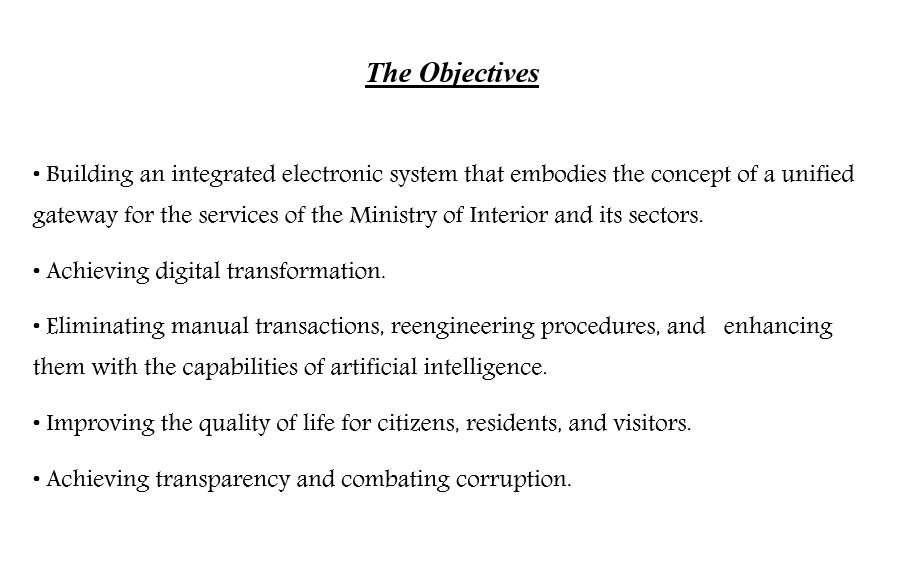 The Objectives
• Building an integrated electronic system that embodies the concept of a unified
gateway for the services of the Ministry of Interior and its sectors.
• Achieving digital transformation.
• Eliminating manual transactions, reengineering procedures, and enhancing
them with the capabilities of artificial intelligence.
• Improving the quality of life for citizens, residents, and visitors.
• Achieving transparency and combating corruption.